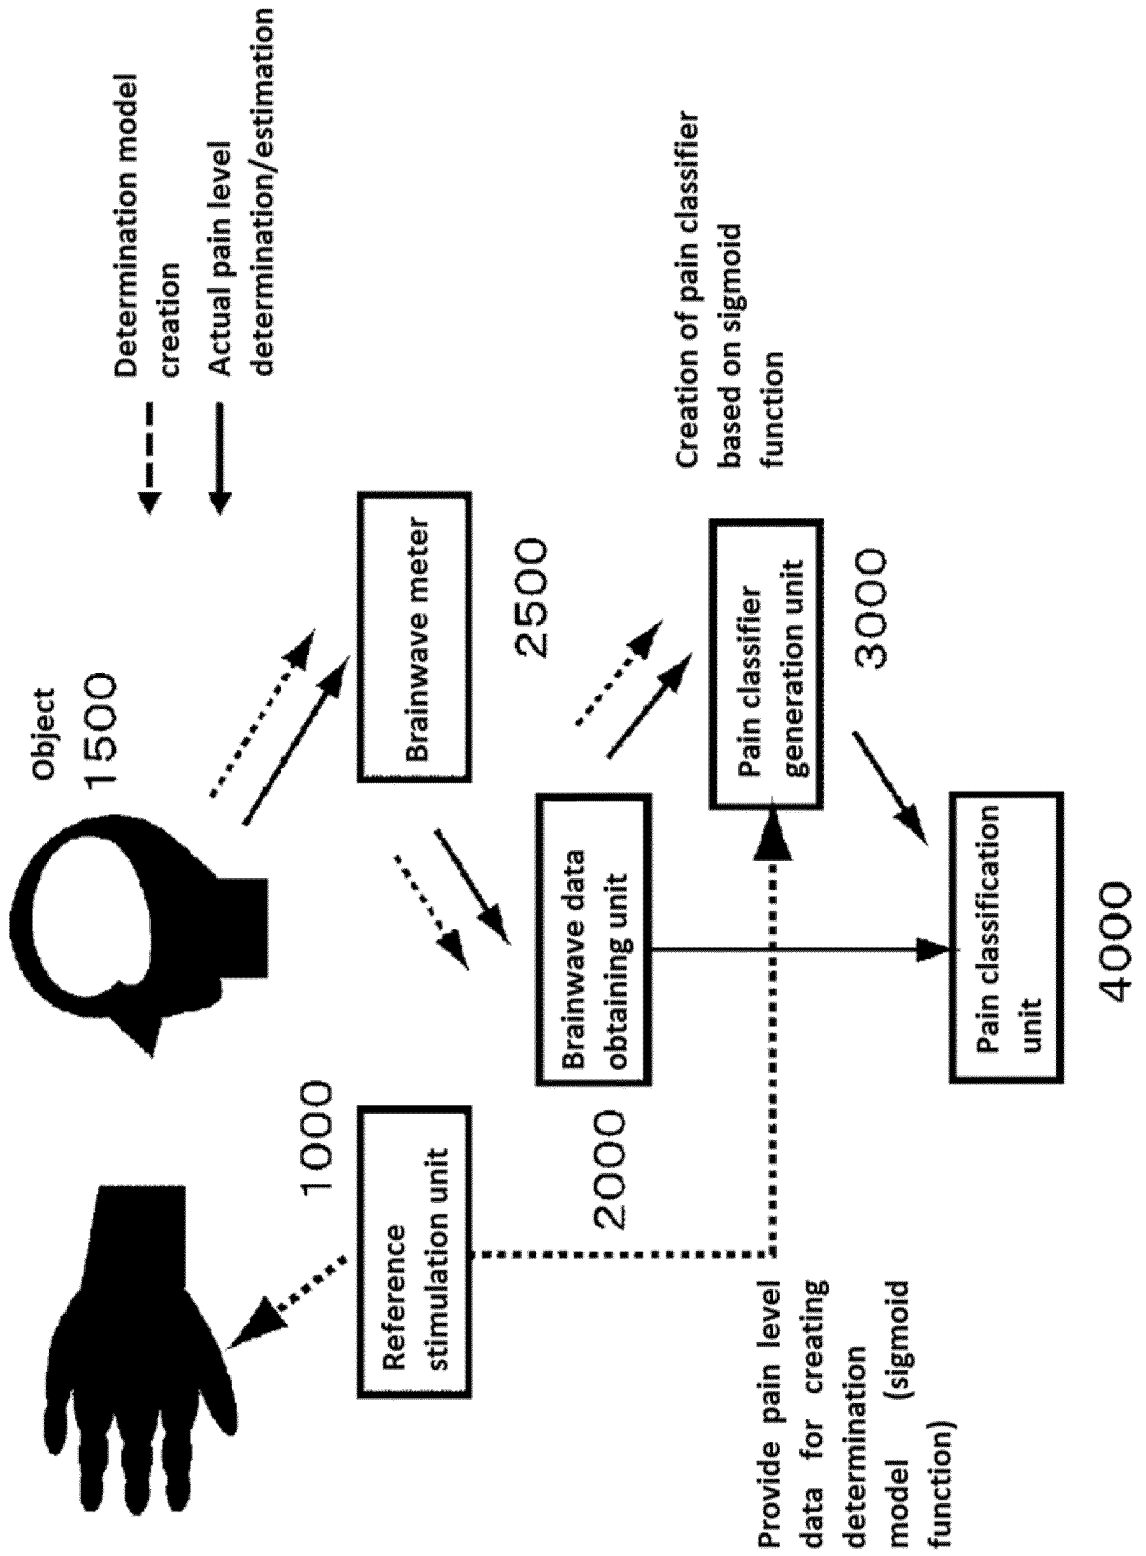 Determination model
creation
Actual pain level
determination/estimation
Object
1500
1000
Reference
stimulation unit
Brainwave meter
2500
Brainwave data
obtaining unit
2000
Creation of pain classifier
based on sigmoid
function
Pain classifier
generation unit
3000
Provide pain level
data for creating
determination
model (sigmoid
function)
Pain classification
unit
4000